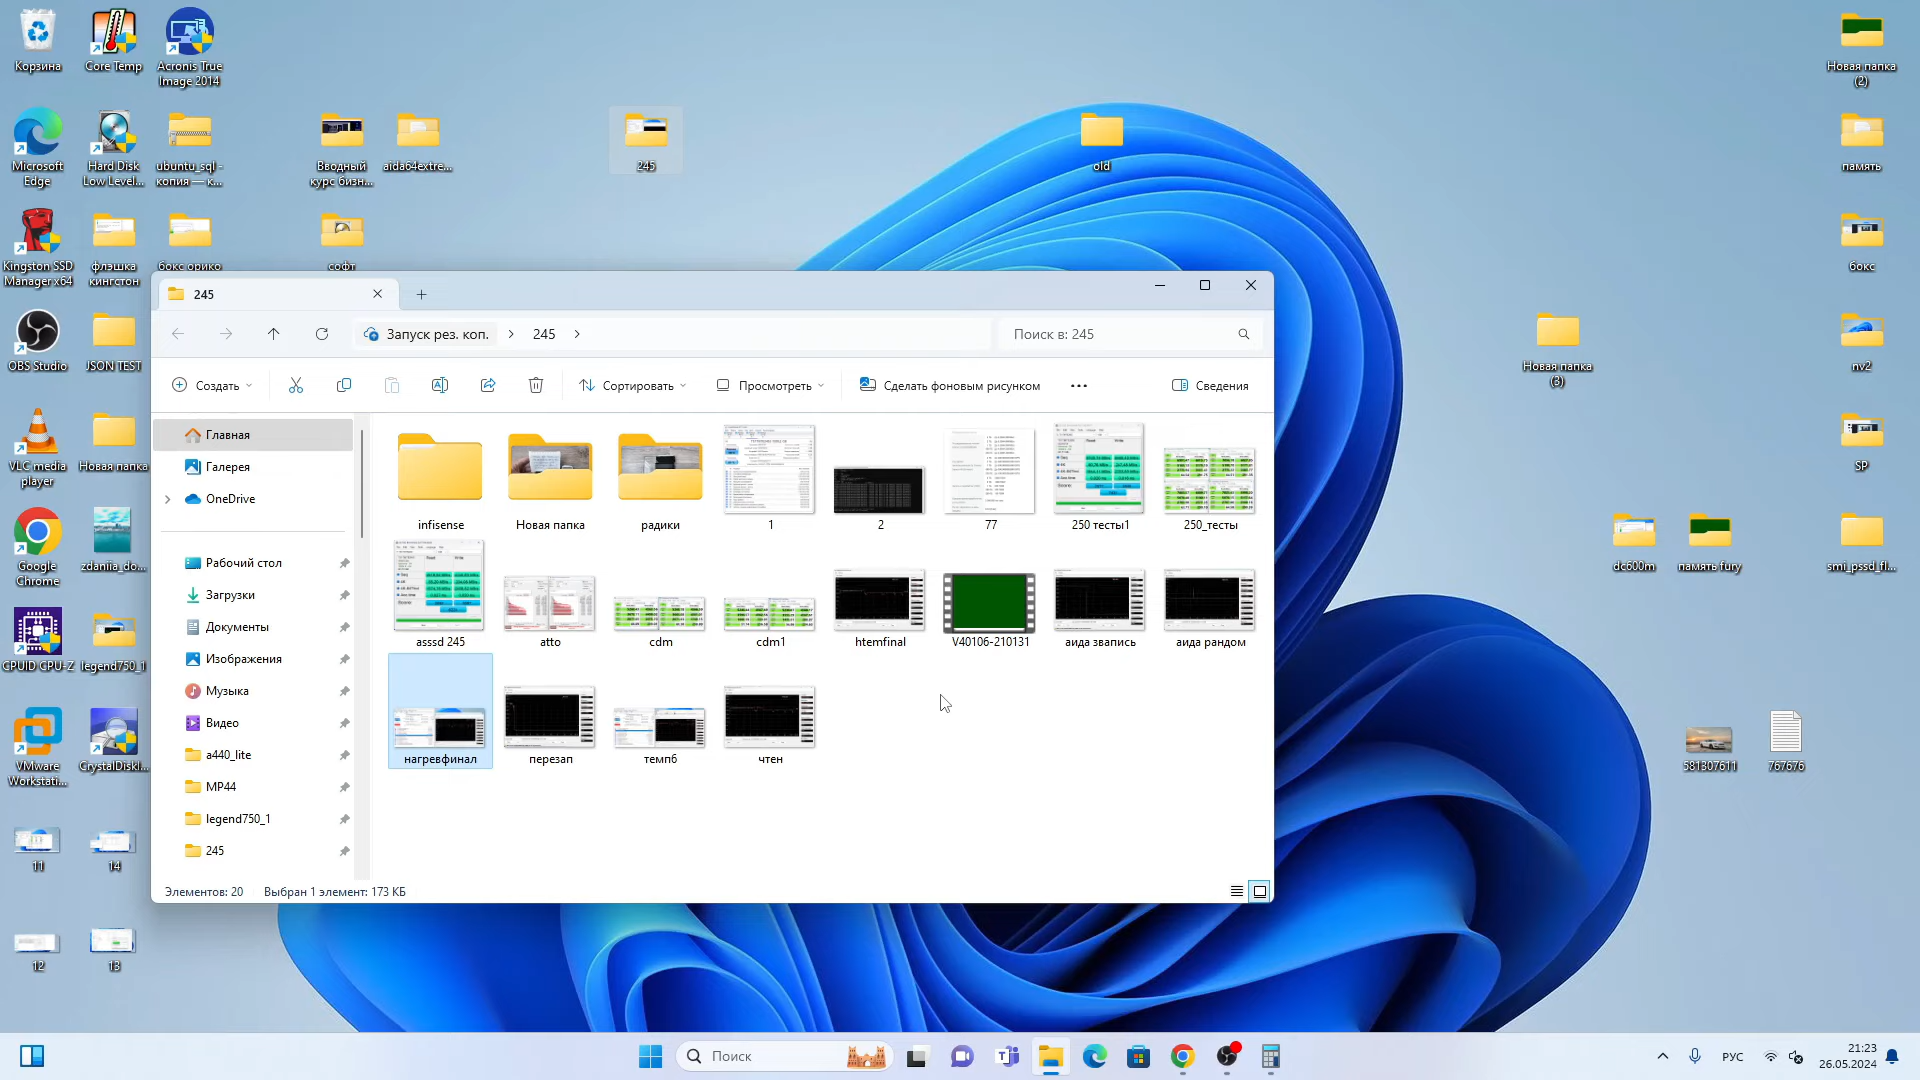 Корзина
Core Temp
Acronis True
Image 2014
Microsoft
Edge
Hard Disk
Low Level...
ubuntu_sql -
копия — к...
Вводный
курс бизн...
aida64extre...
245
old
Новая папка
(2)
память
Kingston SSD
Manager x64
флэшка
кингстон
бокс орико
софт
бокс
OBS Studio
JSON TEST
Новая папка
(3)
nv2
VLC media
player
Новая папка
SP
Google
Chrome
zdaniia_do...
dc600m
память fury
smi_pssd_fl...
CPUID CPU-Z
legend750_1
VMware
Workstati...
CrystalDiskI...
581307611
767676
11
14
12
13
245
Запуск рез. коп.
245
Поиск в: 245
Создать
Сортировать
Просмотреть
Сделать фоновым рисунком
Сведения
Главная
Галерея
OneDrive
Рабочий стол
Загрузки
Документы
Изображения
Музыка
Видео
a440_lite
MP44
legend750_1
245
infisense
Новая папка
радики
1
2
77
250 тесты1
250_тесты
asssd 245
atto
cdm
cdm1
htemfinal
V40106-210131
аида звапись
аида рандом
нагревфинал
перезап
темп6
чтен
Элементов: 20
Выбран 1 элемент: 173 КБ
Поиск
РУС
21:23
26.05.2024